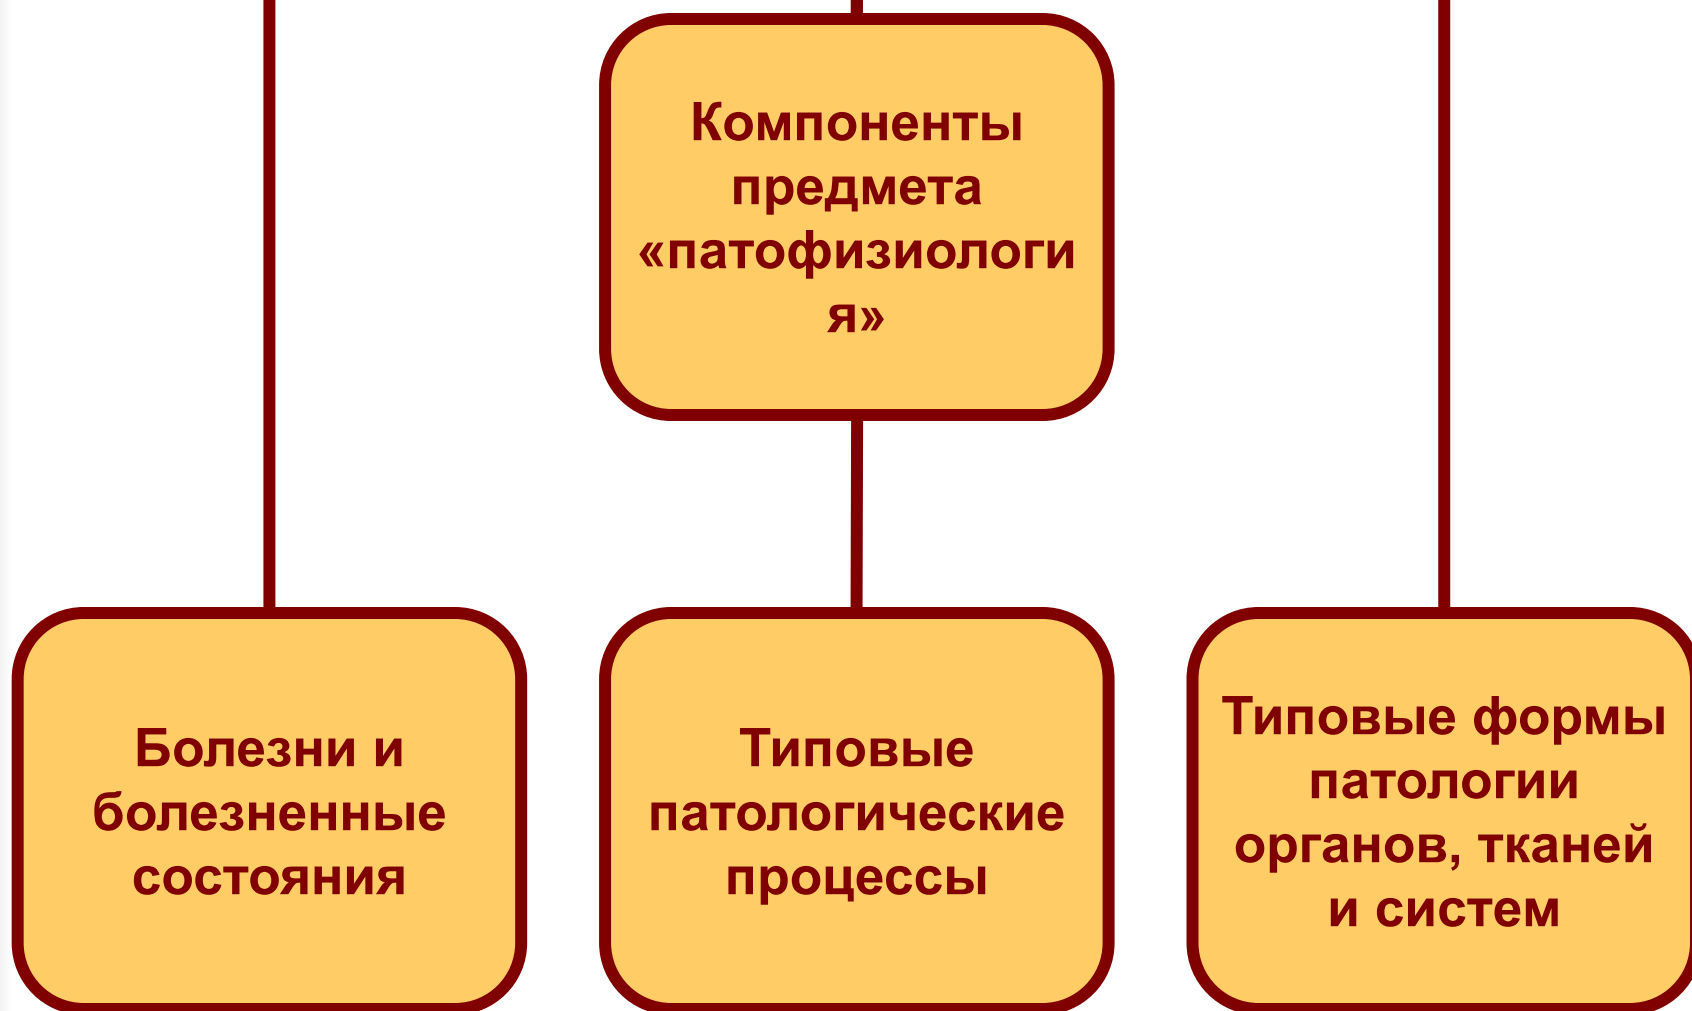 Компоненты
предмета
«патофизиологи
я»
Болезни и
болезненные
состояния
Типовые
патологические
процессы
Типовые формы
патологии
органов, тканей
и систем